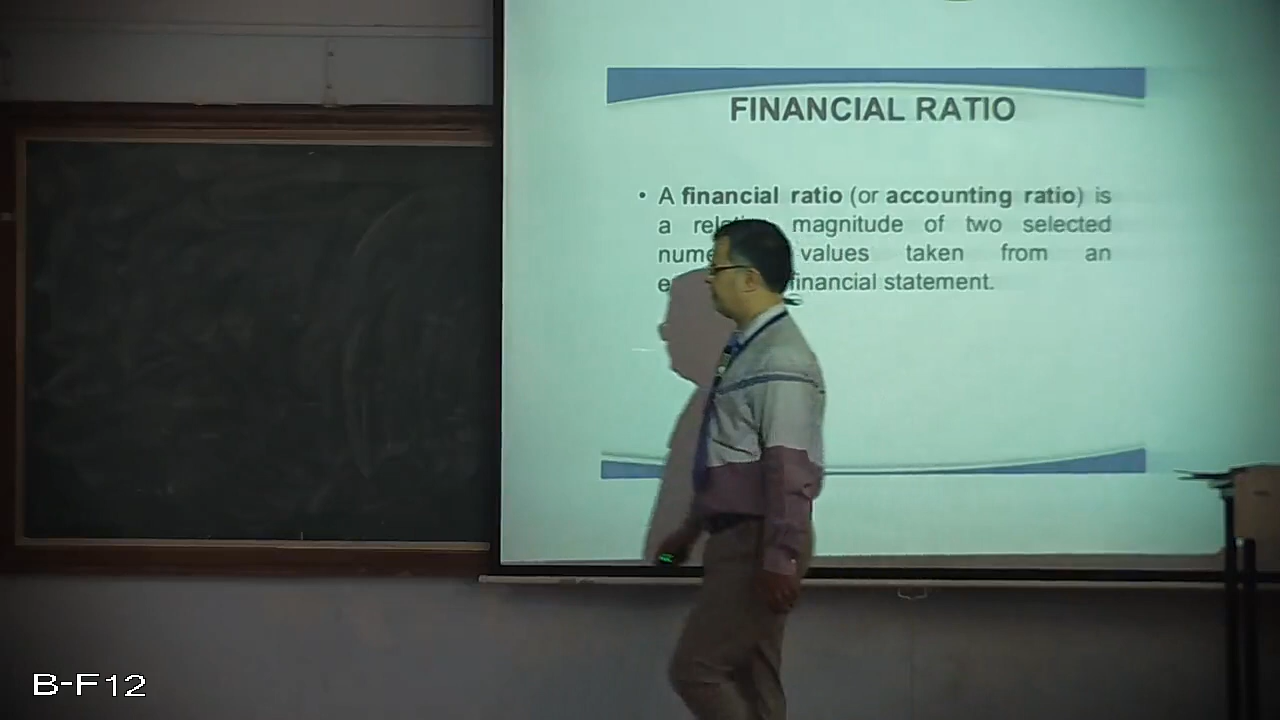 FINANCIAL RATIO
• A financial ratio (or accounting ratio) is
a magnitude of two selected
values taken from an
financial statement.
B-F12